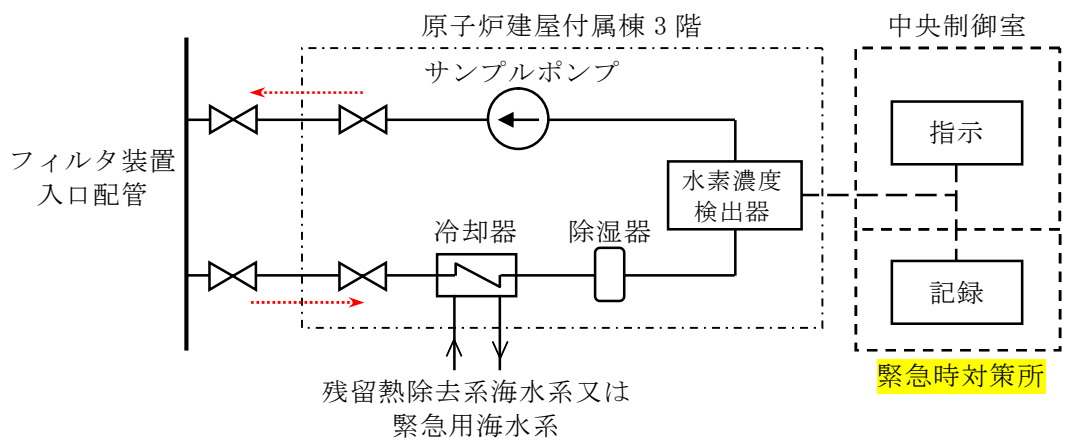 原子炉建屋付属棟3階
中央制御室
サンプルポンプ
指示
フィルタ装置
入口配管
水素濃度
検出器
冷却器
除湿器
記録
緊急時対策所
残留熱除去系海水系又は
緊急用海水系